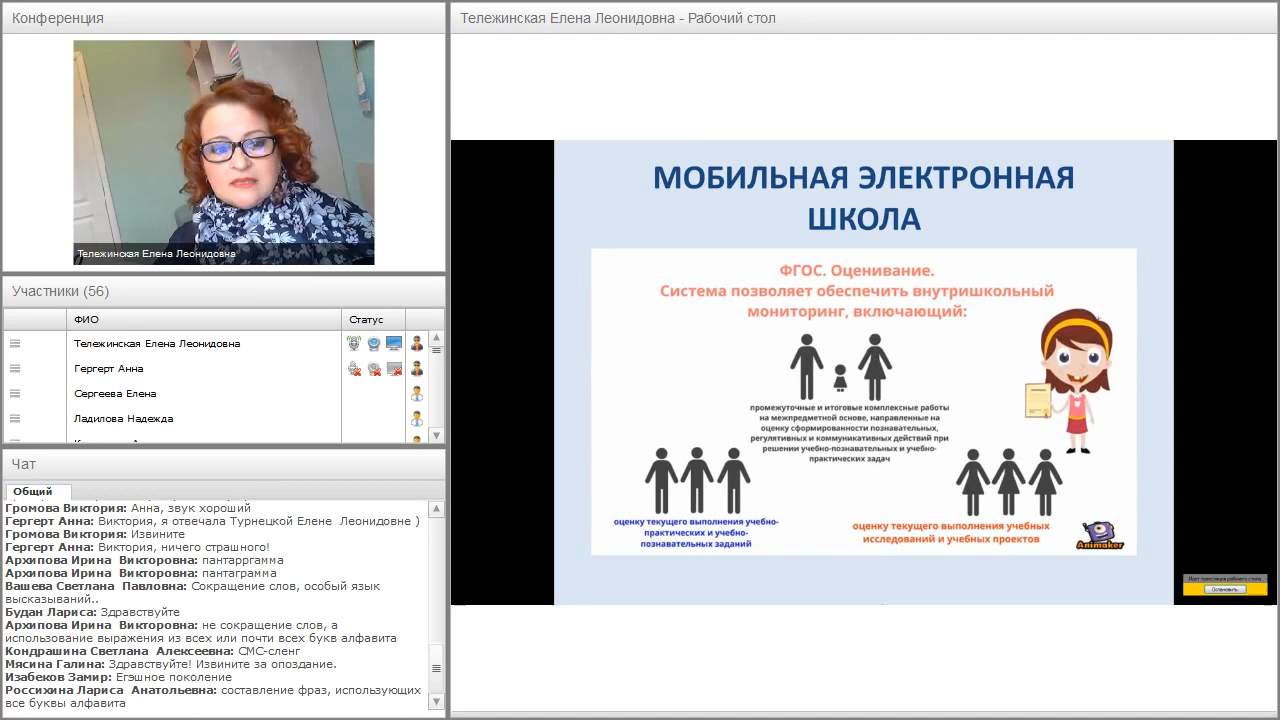 Конференция
Тележинская Елена Леонидовна
Участники (56)
ФИО
Статус
Тележинская Елена Леонидовна
Гергерт Анна
Сергеева Елена
Ладилова Надежда
Чат
Общий
Громова Виктория: Анна, звук хороший
Гергерт Анна: Виктория, я отвечала Турнецкой Елене Леонидовне )
Громова Виктория: Извините
Гергерт Анна: Виктория, ничего страшного!
Архипова Ирина Викторовна: пантарргамма
Архипова Ирина Викторовна: пантаграмма
Вашева Светлана Павловна: Сокращение слов, особый язык
высказываний..
Будан Лариса: Здравствуйте
Архипова Ирина Викторовна: не сокращение слов, а
использование выражения из всех или почти всех букв алфавита
Кондрашина Светлана Алексеевна: СМС-сленг
Мясина Галина: Здравствуйте! Извините за опоздание.
Изабеков Замир: Егэшное поколение
Россихина Лариса Анатольевна: составление фраз, использующих
все буквы алфавита
Тележинская Елена Леонидовна - Рабочий стол
МОБИЛЬНАЯ ЭЛЕКТРОННАЯ
ШКОЛА
ФГОС. Оценивание.
Система позволяет обеспечить внутришкольный
мониторинг, включающий:
промежуточные и итоговые комплексные работы
на межпредметной основе, направленные на
оценку сформированности познавательных,
регулятивных и коммуникативных действий при
решении учебно-познавательных и учебно-
практических задач
оценку текущего выполнения учебно-
практических и учебно-
познавательных заданий
оценку текущего выполнения учебных
исследований и учебных проектов
Animaker
Идет трансляция рабочего стола
Остановить